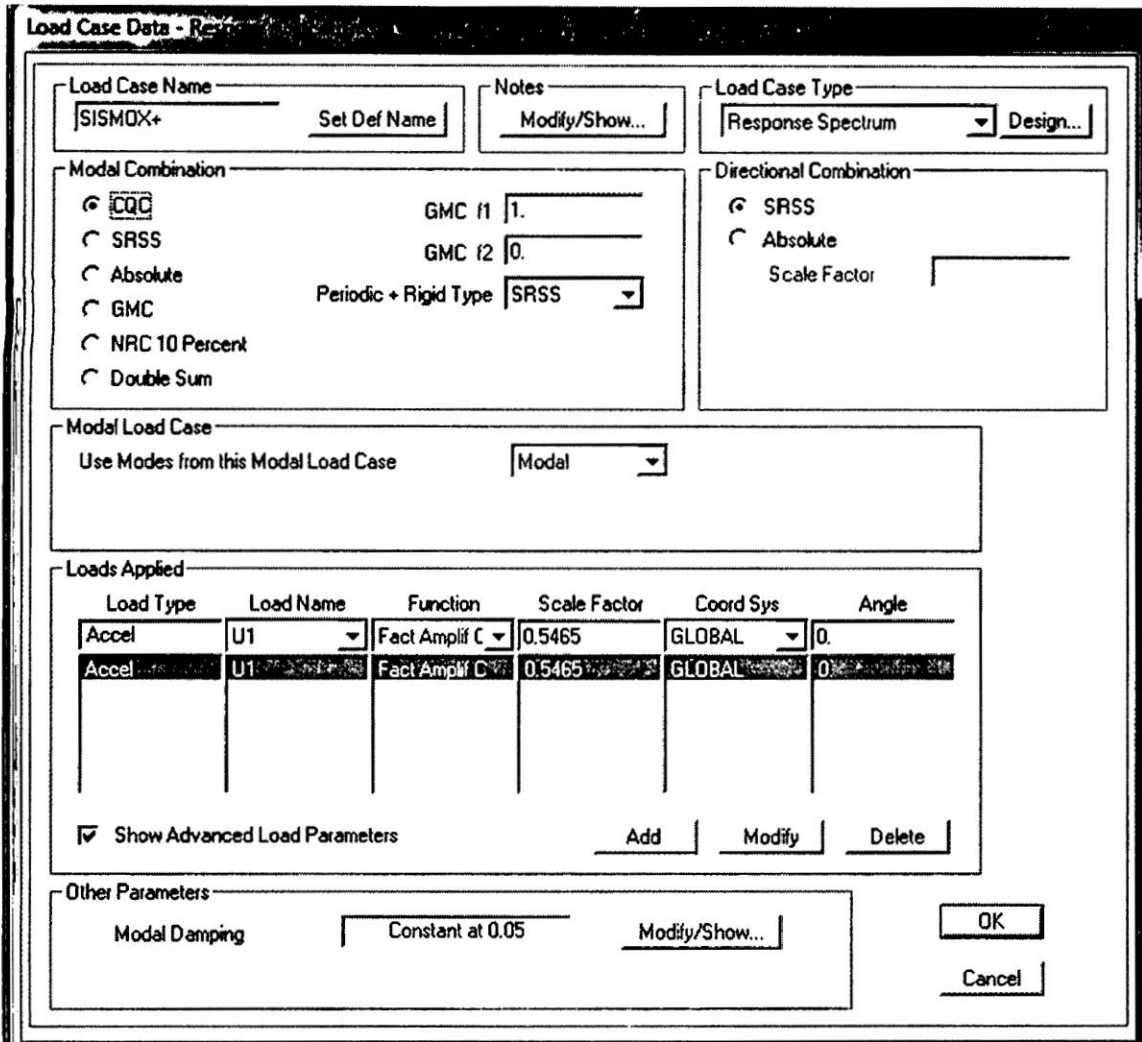 Load Case Data -
Load Case Name
SISMOX+
Set Def Name
Notes
Modify/Show...
Load Case Type
Response Spectrum
Design...
Modal Combination
CQC
SRSS
Absolute
GMC
NRC 10 Percent
Double Sum
GMC f1 1.
GMC f2 0.
Periodic + Rigid Type SRSS
Directional Combination
SRSS
Absolute
Scale Factor
Modal Load Case
Use Modes from this Modal Load Case Modal
Loads Applied
Load Type Load Name Function Scale Factor Coord Sys Angle
Accel U1 Fact Amplif C 0.5465 GLOBAL 0.
Accel U1 Fact Amplif C 0.5465 GLOBAL 0.
Show Advanced Load Parameters
Add Modify Delete
Other Parameters
Modal Damping Constant at 0.05 Modify/Show...
OK
Cancel